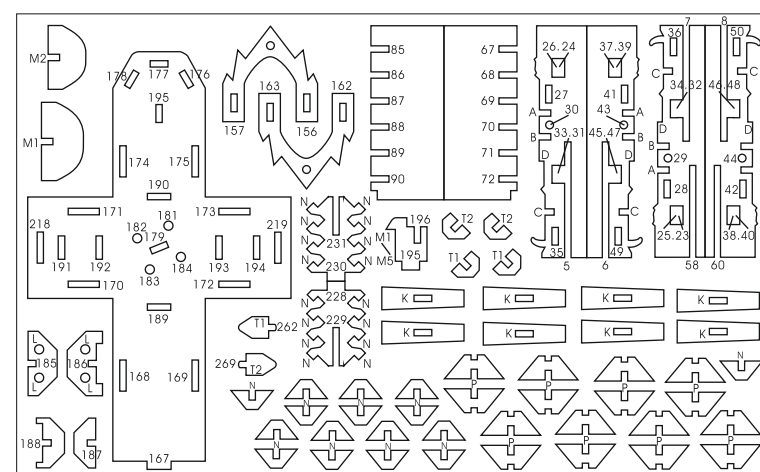 M2
178
177
176
195
M1
174
175
163
162
157
156
85
86
87
88
89
90
67
68
69
70
71
72
26.24
37.39
27
41
A
30
43
A
B
33.31
45.47
B
D
D
C
C
35
49
5
6
7
8
36
50
C
C
34.32
46.48
D
D
B
29
44
A
28
42
25.23
38.40
58
60
190
171
173
218
181
182
179
219
191
192
184
193
194
183
170
172
189
N
N
N
N
231
N
N
230
N
N
228
N
N
229
N
N
M1
M5
196
195
T2
T2
T1
T1
K
K
K
K
K
K
K
K
T1
262
269
T2
L
L
185
186
L
L
168
169
188
187
167
N
N
N
N
N
N
N
N
N
P
P
P
P
P
P
P
P